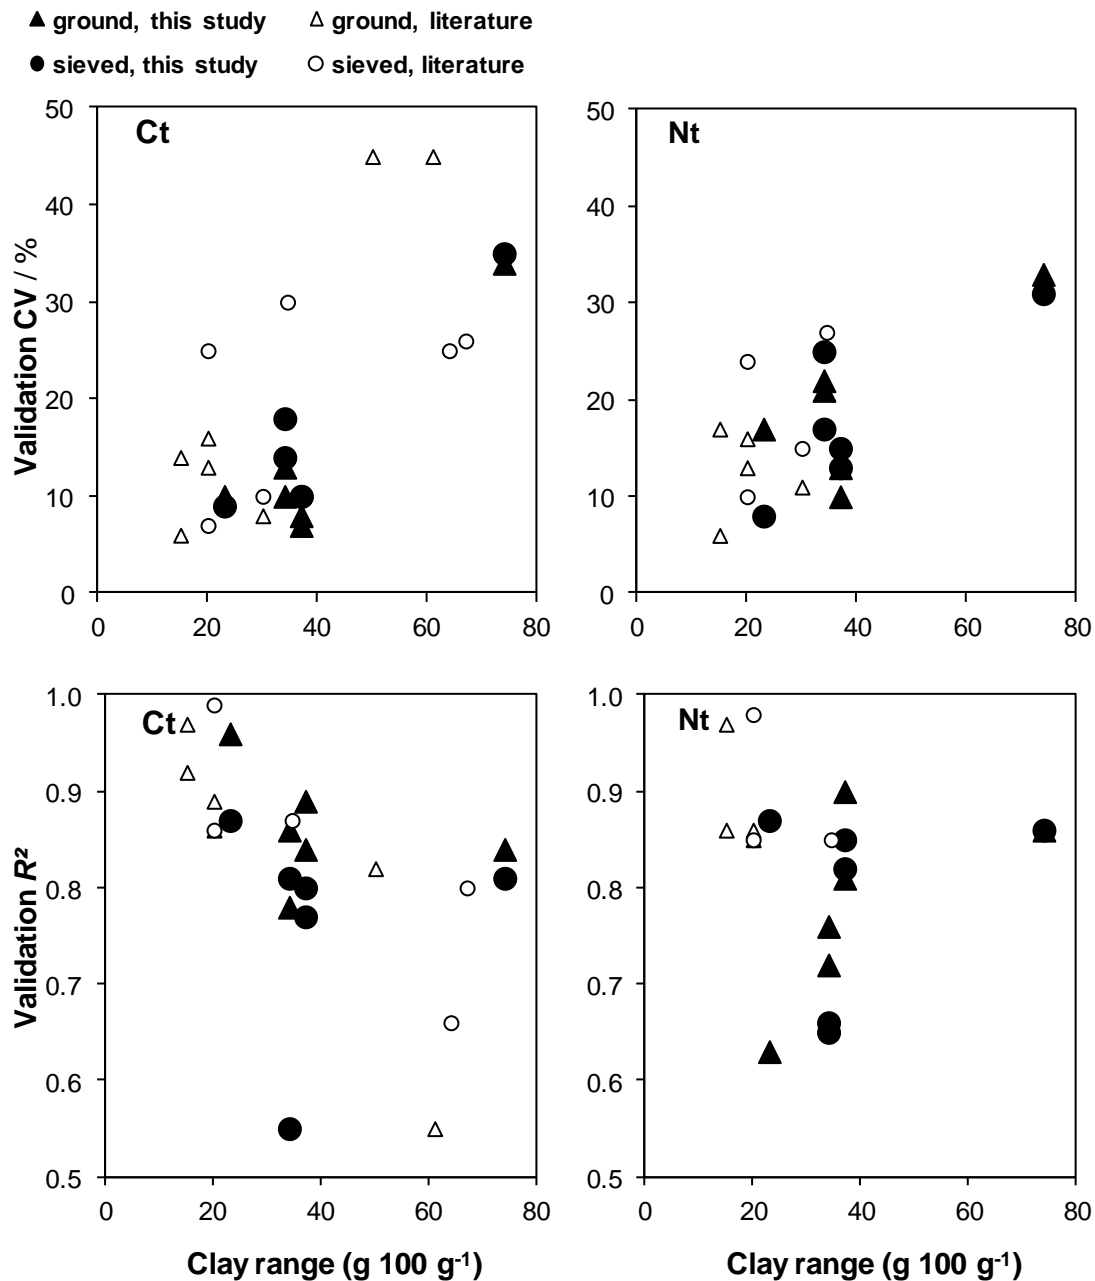 ground, this study ground, literature
sieved, this study sieved, literature
50
40
30
20
10
0
0 20 40 60 80
Ct
Validation CV / %
50
40
30
20
10
0
0 20 40 60 80
Nt
1.0
0.9
0.8
0.7
0.6
0.5
0 20 40 60 80
Ct
Validation R²
Clay range (g 100 g-1)
1.0
0.9
0.8
0.7
0.6
0.5
0 20 40 60 80
Nt
Clay range (g 100 g-1)